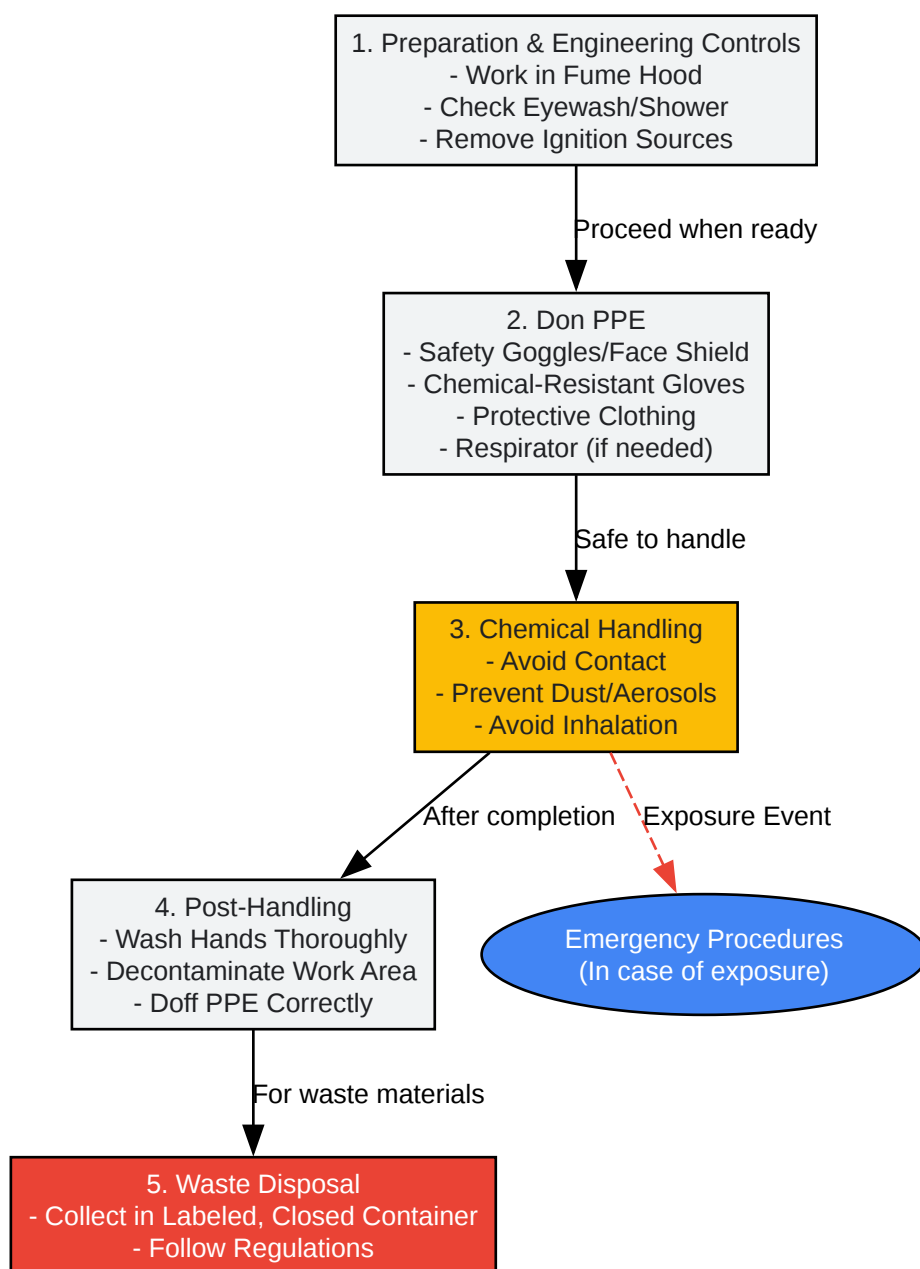 1. Preparation & Engineering Controls
- Work in Fume Hood
- Check Eyewash/Shower
- Remove Ignition Sources
Proceed when ready
2. Don PPE
- Safety Goggles/Face Shield
- Chemical-Resistant Gloves
- Protective Clothing
- Respirator (if needed)
Safe to handle
3. Chemical Handling
- Avoid Contact
- Prevent Dust/Aerosols
- Avoid Inhalation
After completion
Exposure Event
4. Post-Handling
- Wash Hands Thoroughly
- Decontaminate Work Area
- Doff PPE Correctly
Emergency Procedures
(In case of exposure)
For waste materials
5. Waste Disposal
- Collect in Labeled, Closed Container
- Follow Regulations